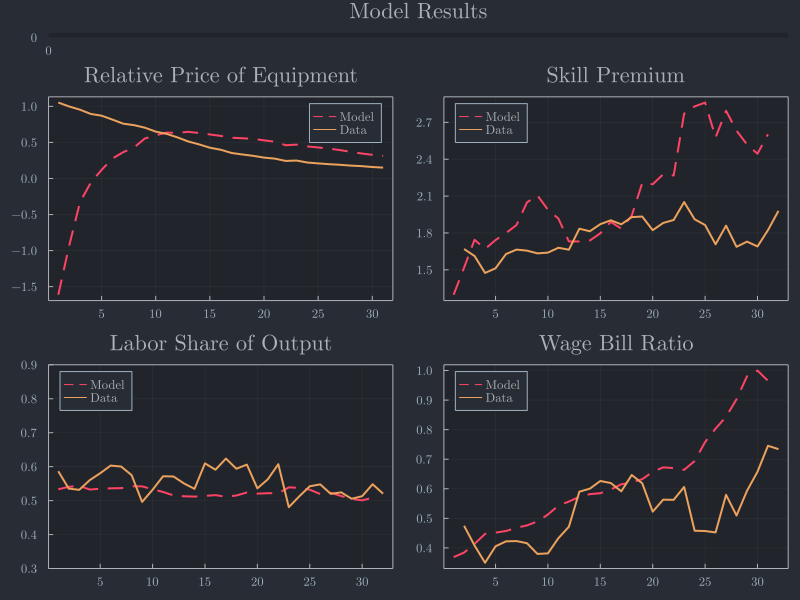 Model Results
0
0
Relative Price of Equipment
Skill Premium
1.0
0.5
0.0
−0.5
−1.0
−1.5
Model
Data
5 10 15 20 25 30
2.7
2.4
2.1
1.8
1.5
Model
Data
5 10 15 20 25 30
Labor Share of Output
Wage Bill Ratio
0.9
0.8
0.7
0.6
0.5
0.4
0.3
Model
Data
5 10 15 20 25 30
1.0
0.9
0.8
0.7
0.6
0.5
0.4
Model
Data
5 10 15 20 25 30